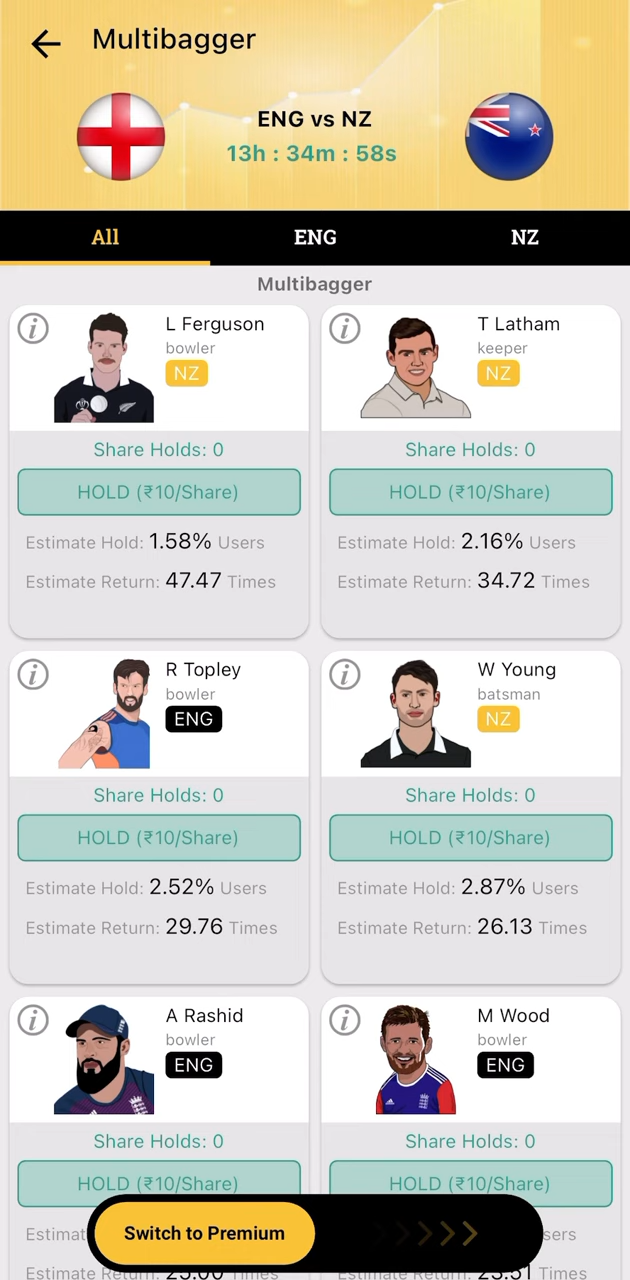 Multibagger
ENG vs NZ
13h : 34m : 58s
All ENG NZ
Multibagger
L Ferguson
bowler
NZ
Share Holds: 0
HOLD (₹10/Share)
Estimate Hold: 1.58% Users
Estimate Return: 47.47 Times
T Latham
keeper
NZ
Share Holds: 0
HOLD (₹10/Share)
Estimate Hold: 2.16% Users
Estimate Return: 34.72 Times
R Topley
bowler
ENG
Share Holds: 0
HOLD (₹10/Share)
Estimate Hold: 2.52% Users
Estimate Return: 29.76 Times
W Young
batsman
NZ
Share Holds: 0
HOLD (₹10/Share)
Estimate Hold: 2.87% Users
Estimate Return: 26.13 Times
A Rashid
bowler
ENG
Share Holds: 0
HOLD (₹10/Share)
M Wood
bowler
ENG
Share Holds: 0
HOLD (₹10/Share)
Switch to Premium